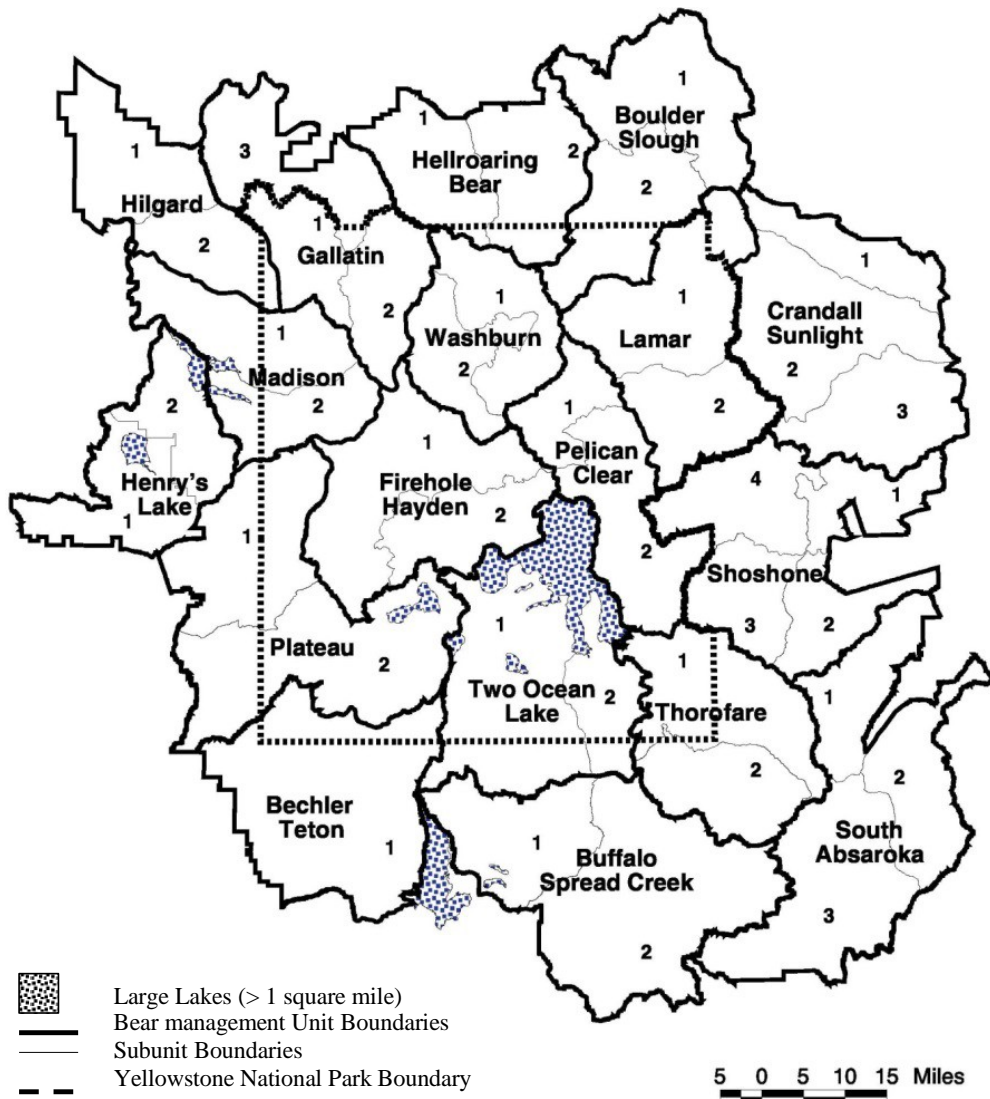 1
Boulder
Slough
2
1
Hellroaring
Bear
2
1
3
Hilgard
2
1
Gallatin
2
1
Washburn
2
1
Lamar
2
1
Crandall
Sunlight
2
3
1
Madison
2
2
Henry's
Lake
1
1
Pelican
Clear
2
1
Firehole
Hayden
2
4
1
Shoshone
3
2
1
Plateau
2
1
Two Ocean
Lake
2
1
Thorofare
2
1
2
South
Absaroka
3
Bechler
Teton
1
1
Buffalo
Spread Creek
2
Large Lakes (> 1 square mile)
Bear management Unit Boundaries
Subunit Boundaries
Yellowstone National Park Boundary
5 0 5 10 15 Miles